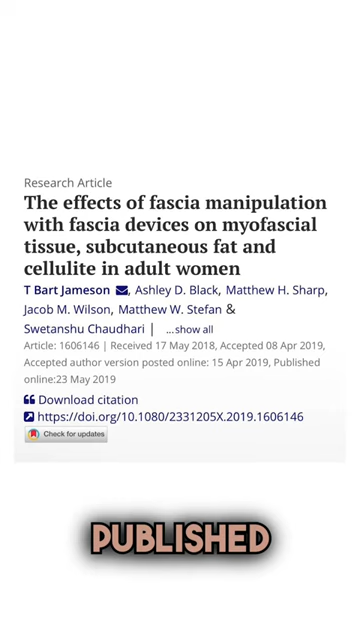 Research Article
The effects of fascia manipulation
with fascia devices on myofascial
tissue, subcutaneous fat and
cellulite in adult women
T Bart Jameson, Ashley D. Black, Matthew H. Sharp,
Jacob M. Wilson, Matthew W. Stefan &
Swetanshu Chaudhari | ...show all
Article: 1606146 | Received 17 May 2018, Accepted 08 Apr 2019,
Accepted author version posted online: 15 Apr 2019, Published
online:23 May 2019
Download citation
https://doi.org/10.1080/2331205X.2019.1606146
Check for updates
PUBLISHED